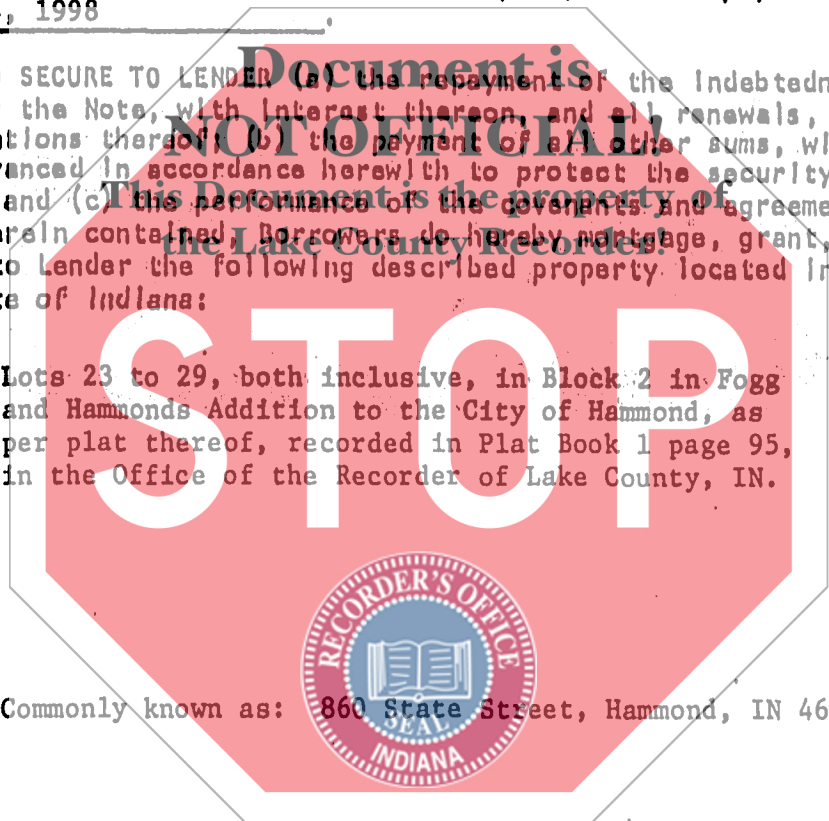 , 1998
SECURE TO LENDER (a) the repayment of the indebtedn
the Note, with interest thereon, and all renewals,
tions thereof; (b) the payment of all other sums, wi
anced in accordance herewith to protect the security
and (c) the performance of the covenants and agreeme
rein contained, Borrowers do hereby mortgage, grant,
to Lender the following described property located in
te of Indiana:
Document is
NOT OFFICIAL!
This Document is the property of
the Lake County Recorder!
STOP
Lots 23 to 29, both inclusive, in Block 2 in Fogg
and Hammonds Addition to the City of Hammond, as
per plat thereof, recorded in Plat Book 1 page 95,
in the Office of the Recorder of Lake County, IN.
RECORDER'S OFFICE
SEAL
INDIANA
Commonly known as: 860 State Street, Hammond, IN 46